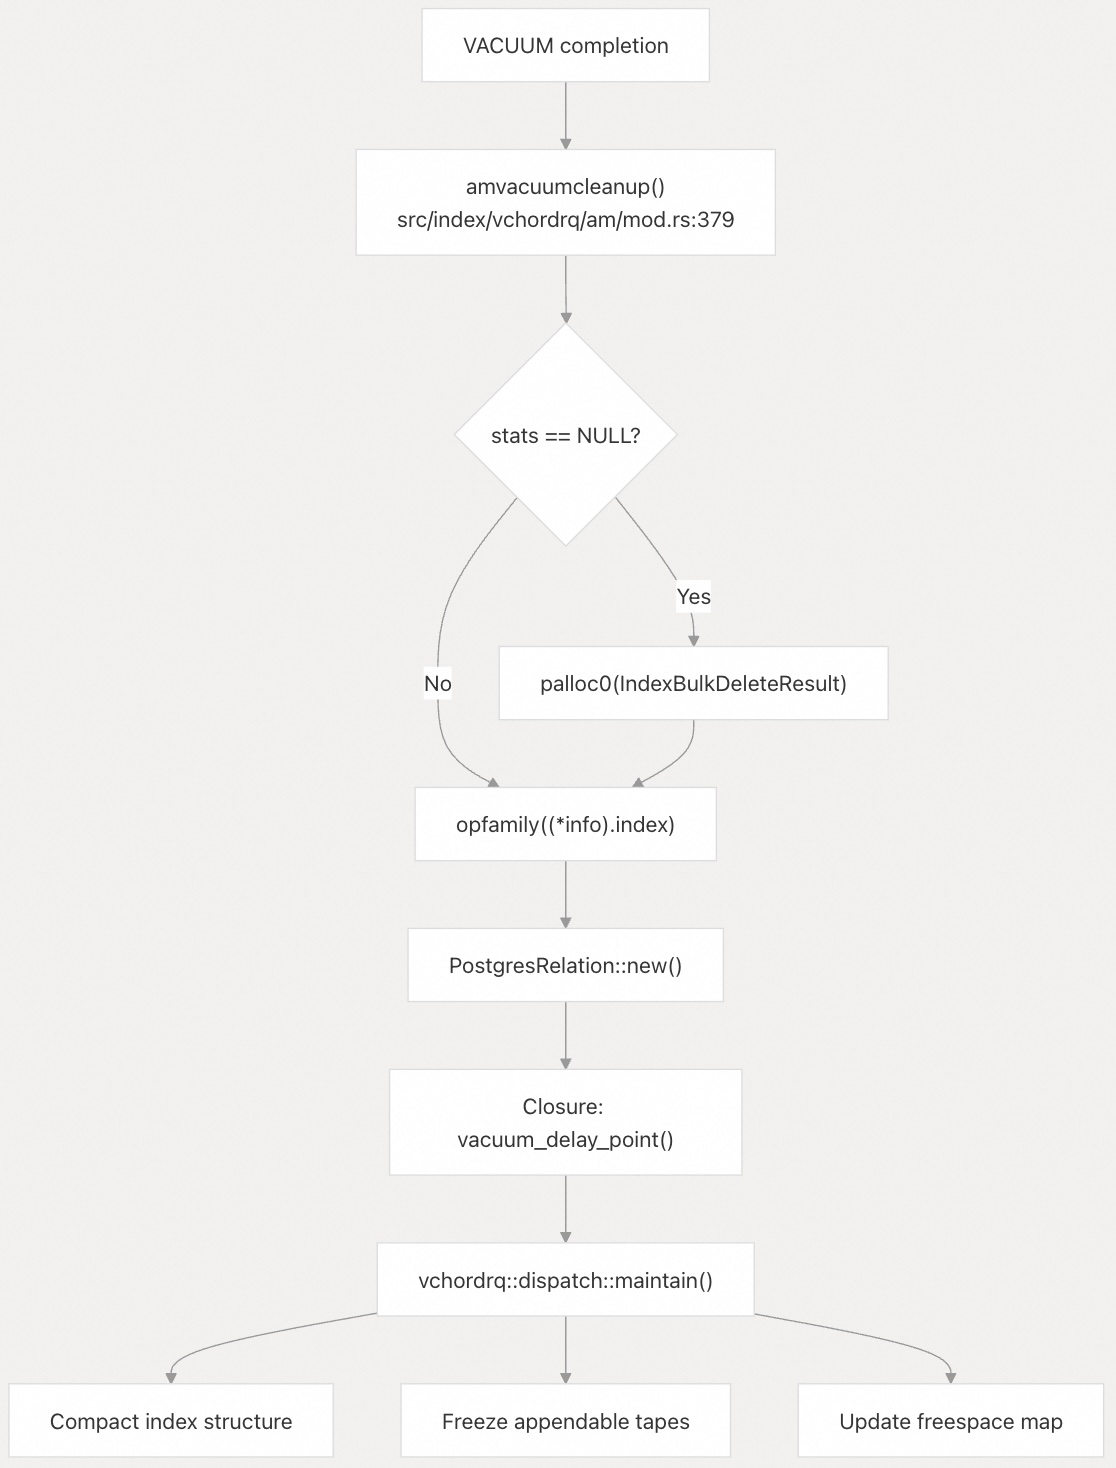 VACUUM completion
amvacuumcleanup()
src/index/vchordrq/am/mod.rs:379
stats == NULL?
Yes
No
palloc0(IndexBulkDeleteResult)
opfamily((*info).index)
PostgresRelation::new()
Closure:
vacuum_delay_point()
vchordrq::dispatch::maintain()
Compact index structure
Freeze appendable tapes
Update freespace map